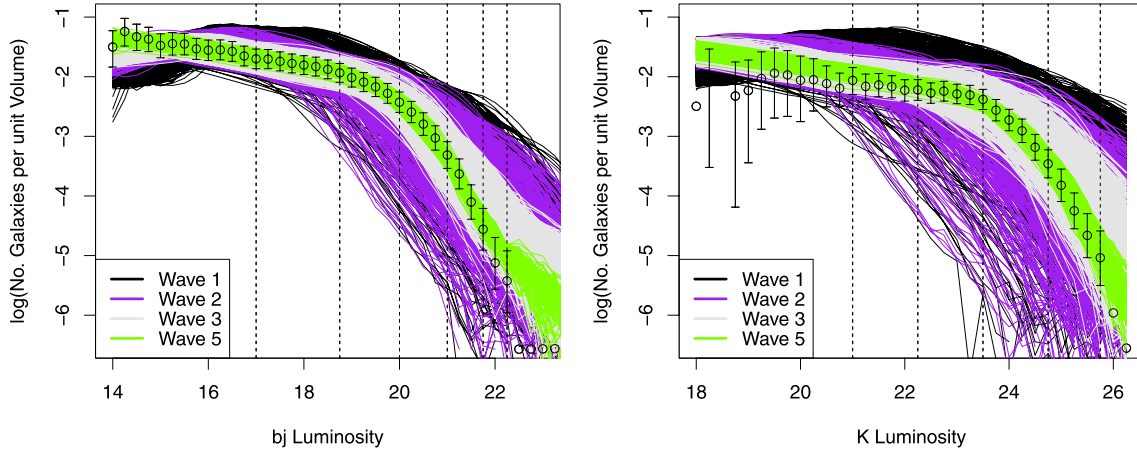 log(No. Galaxies per unit Volume)
−1
−2
−3
−4
−5
−6
Wave 1
Wave 2
Wave 3
Wave 5
14 16 18 20 22
bj Luminosity
log(No. Galaxies per unit Volume)
−1
−2
−3
−4
−5
−6
Wave 1
Wave 2
Wave 3
Wave 5
18 20 22 24 26
K Luminosity